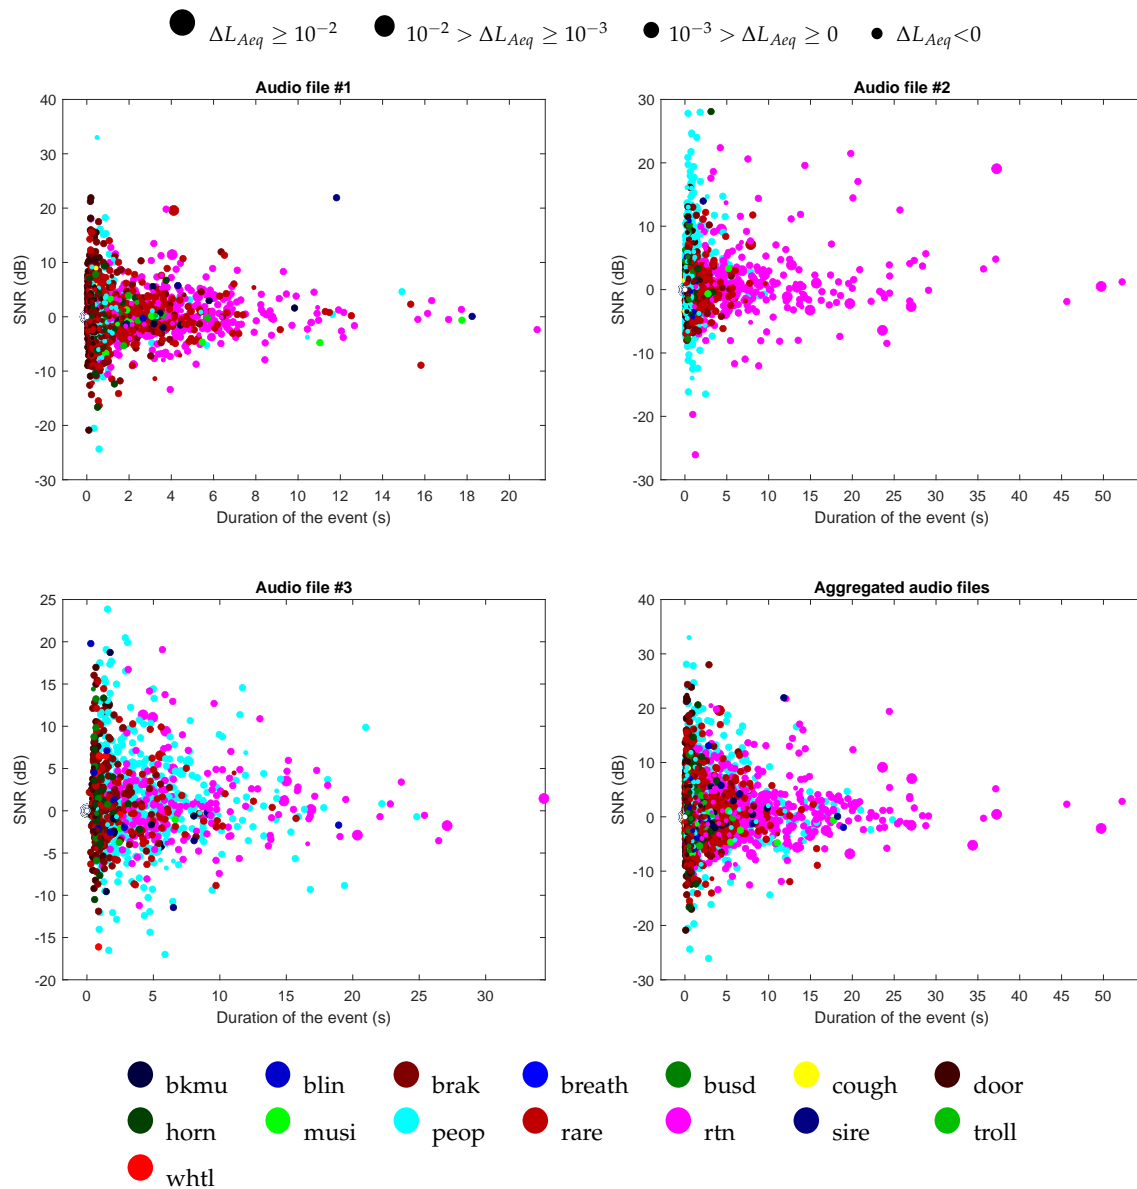 ΔL_Aeq ≥ 10⁻² 10⁻² > ΔL_Aeq ≥ 10⁻³ 10⁻³ > ΔL_Aeq ≥ 0 ΔL_Aeq<0
Audio file #1
40
30
20
10
0
-10
-20
-30
SNR (dB)
0 2 4 6 8 10 12 14 16 18 20
Duration of the event (s)
Audio file #2
30
20
10
0
-10
-20
-30
SNR (dB)
0 5 10 15 20 25 30 35 40 45 50
Duration of the event (s)
Audio file #3
25
20
15
10
5
0
-5
-10
-15
-20
SNR (dB)
0 5 10 15 20 25 30
Duration of the event (s)
Aggregated audio files
40
30
20
10
0
-10
-20
-30
SNR (dB)
0 5 10 15 20 25 30 35 40 45 50
Duration of the event (s)
bkmu blin brak breath busd cough door
horn musi peop rare rtn sire troll
whtl